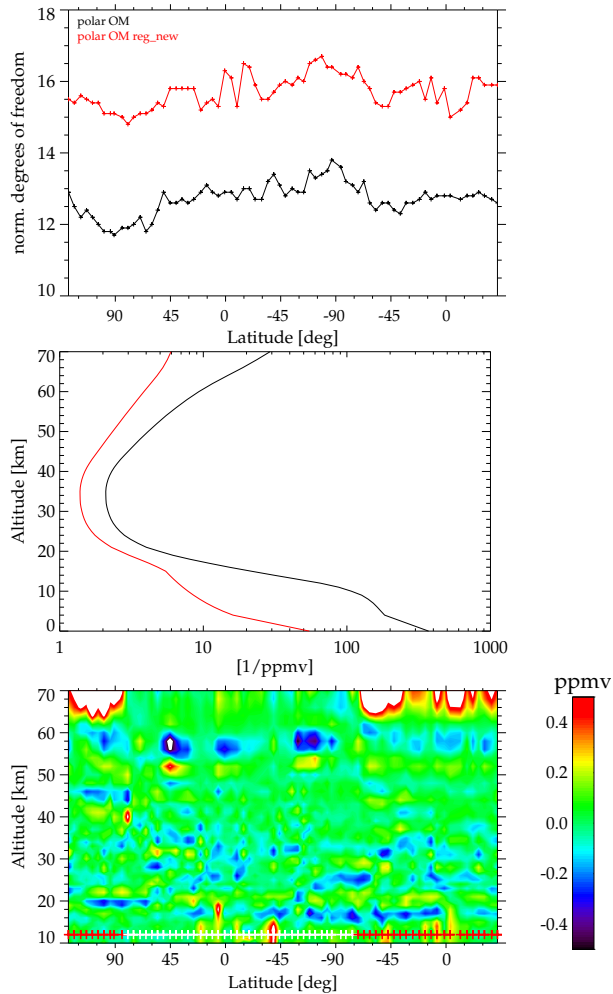 polar OM
polar OM reg_new
norm. degrees of freedom
18
16
14
12
10
90 45 0 -45 -90 -45 0
Latitude [deg]
Altitude [km]
70
60
50
40
30
20
10
0
1 10 100 1000
[1/ppmv]
ppmv
Altitude [km]
70
60
50
40
30
20
10
0.4
0.2
0.0
-0.2
-0.4
90 45 0 -45 -90 -45 0
Latitude [deg]